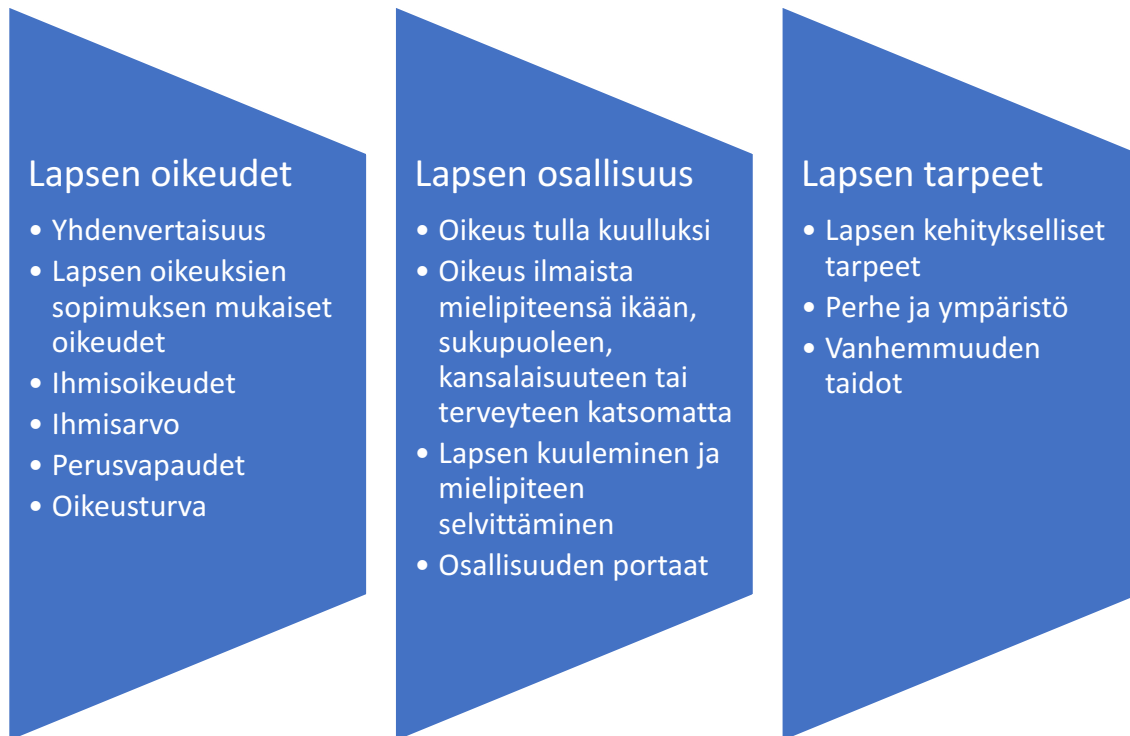 Lapsen oikeudet
• Yhdenvertaisuus
• Lapsen oikeuksien
sopimuksen mukaiset
oikeudet
• Ihmisoikeudet
• Ihmisarvo
• Perusvapaudet
• Oikeusturva
Lapsen osallisuus
• Oikeus tulla kuulluksi
• Oikeus ilmaista
mielipiteensä ikään,
sukupuoleen,
kansalaisuuteen tai
terveyteen katsomatta
• Lapsen kuuleminen ja
mielipiteen
selvittäminen
• Osallisuuden portaat
Lapsen tarpeet
• Lapsen kehitykselliset
tarpeet
• Perhe ja ympäristö
• Vanhemmuuden
taidot